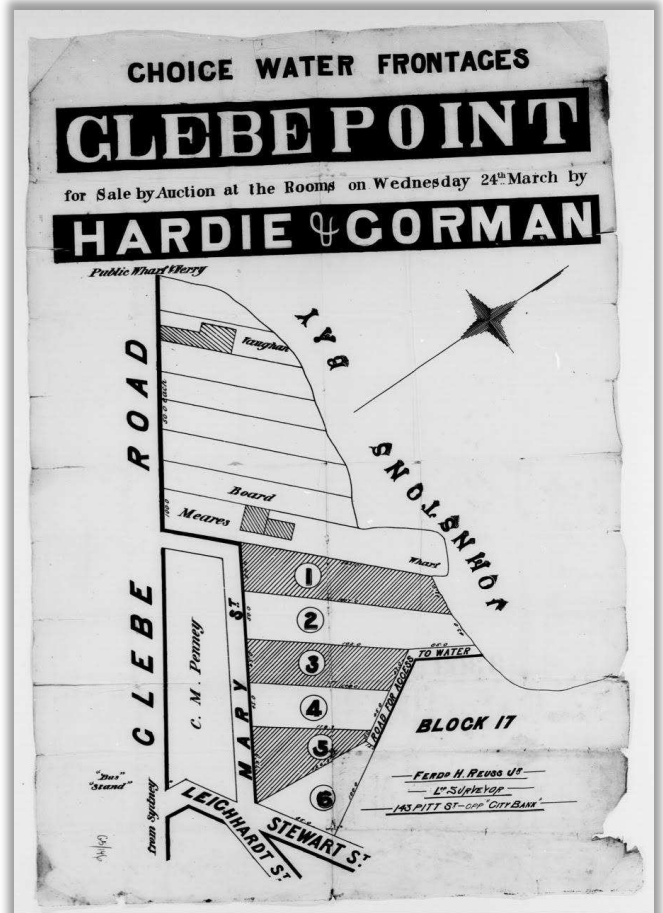 CHOICE WATER FRONTAGES
GLEBE POINT
for Sale by Auction at the Rooms on Wednesday 24th March by
HARDIE & GORMAN
Public Wharf & Ferry
Vaughan
BAY
JOHNSTONS
GLEBE ROAD
Board
Meares
Wharf
1
2
3
4
5
6
TO WATER
ROAD FOR ACCESS
MARY ST
C. M. Penney
BLOCK 17
"Bus"
"Stand"
from Sydney
LEICHHARDT ST
STEWART ST
FERDD H. REUSS JR
LD SURVEYOR
143 PITT ST - OPP "CITY BANK"